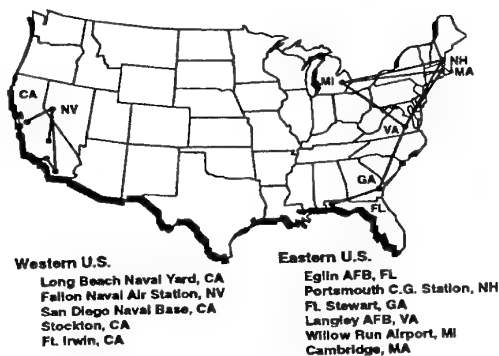 NH
MA
MI
CA
NV
VA
GA
FL
Western U.S.
Long Beach Naval Yard, CA
Fallon Naval Air Station, NV
San Diego Naval Base, CA
Stockton, CA
Ft. Irwin, CA
Eastern U.S.
Eglin AFB, FL
Portsmouth C.G. Station, NH
Ft. Stewart, GA
Langley AFB, VA
Willow Run Airport, MI
Cambridge, MA